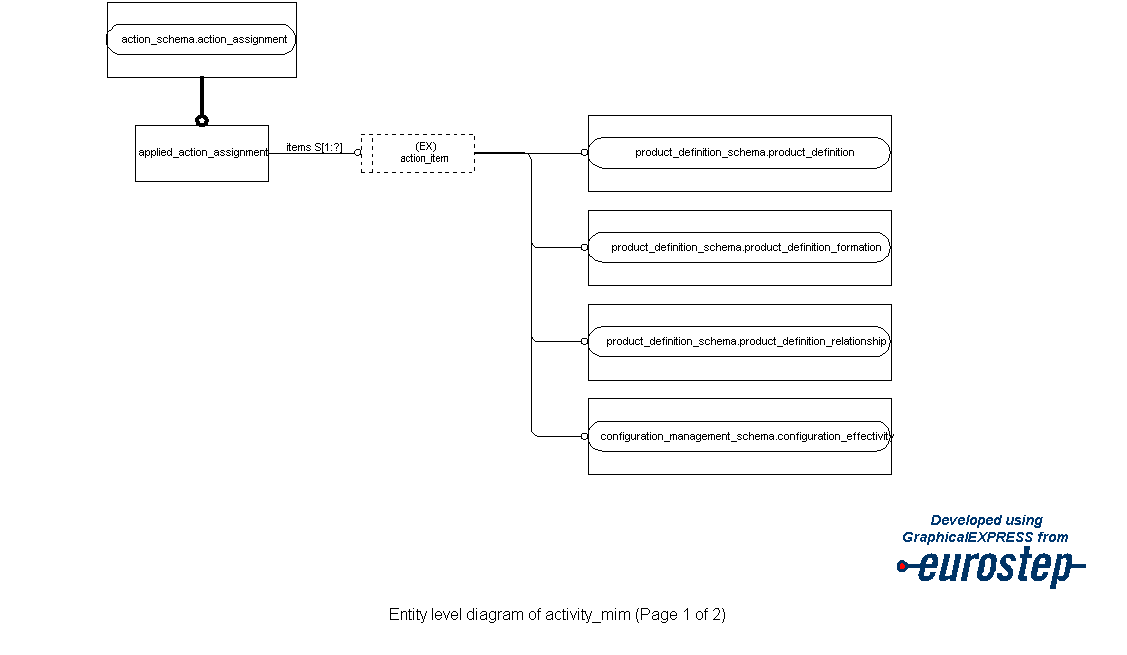 action_schema.action_assignment
applied_action_assignment
items S[1:?]
(EX)
action_item
product_definition_schema.product_definition
product_definition_schema.product_definition_formation
product_definition_schema.product_definition_relationship
configuration_management_schema.configuration_effectivity
Developed using
GraphicalEXPRESS from
eurostep
Entity level diagram of activity_mim (Page 1 of 2)